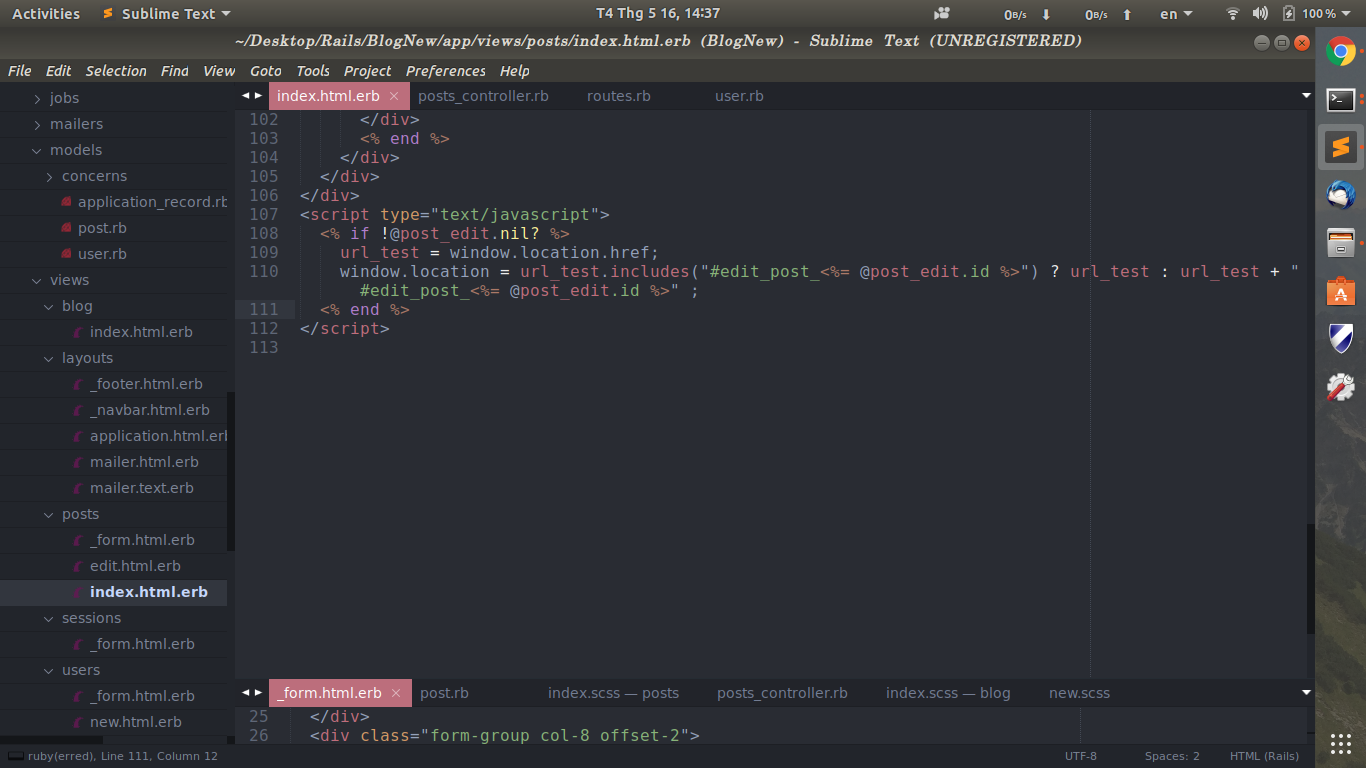 Activities Sublime Text T4 Thg 5 16, 14:37 0B/s 0B/s en 100 %
~/Desktop/Rails/BlogNew/app/views/posts/index.html.erb (BlogNew) - Sublime Text (UNREGISTERED)
File Edit Selection Find View Goto Tools Project Preferences Help
jobs
mailers
models
concerns
application_record.rb
post.rb
user.rb
views
blog
index.html.erb
layouts
_footer.html.erb
_navbar.html.erb
application.html.erb
mailer.html.erb
mailer.text.erb
posts
_form.html.erb
edit.html.erb
index.html.erb
sessions
_form.html.erb
users
_form.html.erb
new.html.erb
index.html.erb × posts_controller.rb routes.rb user.rb
102 </div>
103 <% end %>
104 </div>
105 </div>
106 </div>
107 <script type="text/javascript">
108 <% if !@post_edit.nil? %>
109 url_test = window.location.href;
110 window.location = url_test.includes("#edit_post_<%= @post_edit.id %>") ? url_test : url_test + "
#edit_post_<%= @post_edit.id %>" ;
111 <% end %>
112 </script>
113
_form.html.erb × post.rb index.scss — posts posts_controller.rb index.scss — blog new.scss
25 </div>
26 <div class="form-group col-8 offset-2">
ruby(erred), Line 111, Column 12 UTF-8 Spaces: 2 HTML (Rails)